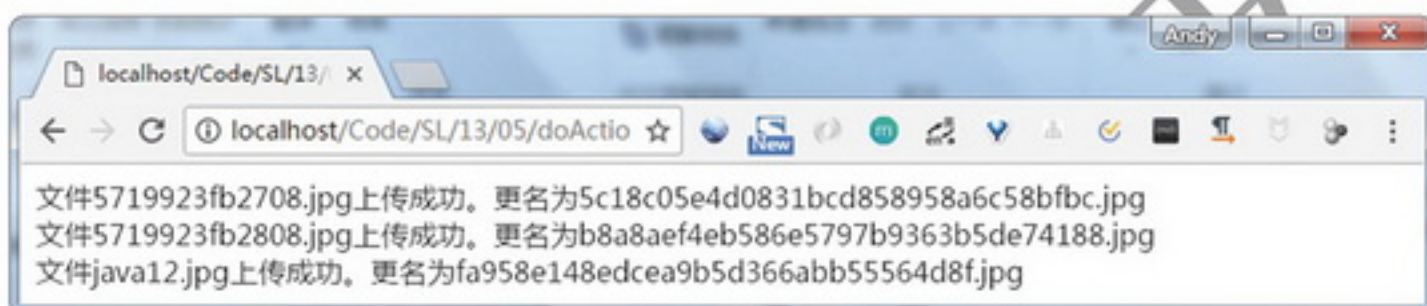 Andy
localhost/Code/SL/13/
localhost/Code/SL/13/05/doActio
New
m
文件5719923fb2708.jpg上传成功。更名为5c18c05e4d0831bcd858958a6c58bfbc.jpg
文件5719923fb2808.jpg上传成功。更名为b8a8aef4eb586e5797b9363b5de74188.jpg
文件java12.jpg上传成功。更名为fa958e148edcea9b5d366abb55564d8f.jpg